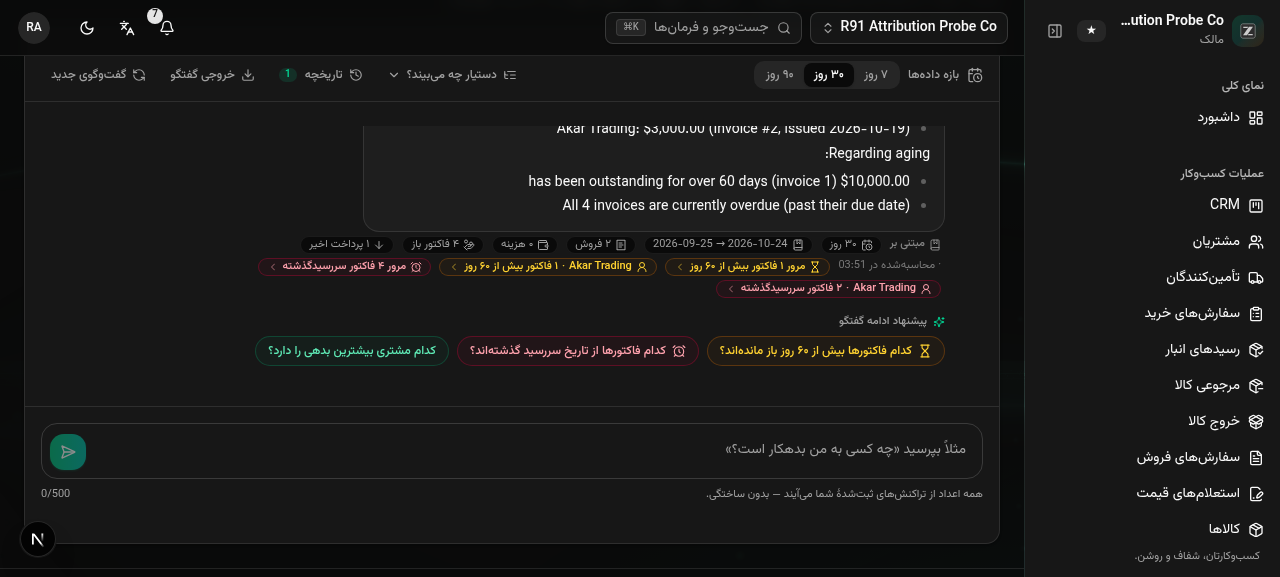 ...ution Probe Co
مالک
R91 Attribution Probe Co
جست‌وجو و فرمان‌ها
⌘K
7
RA
نمای کلی
داشبورد
عملیات کسب‌وکار
CRM
مشتریان
تأمین‌کنندگان
سفارش‌های خرید
رسیدهای انبار
مرجوعی کالا
خروج کالا
سفارش‌های فروش
استعلام‌های قیمت
کالاها
کسب‌وکارتان، شفاف و روشن.
بازه داده‌ها
۷ روز
۳۰ روز
۹۰ روز
دستیار چه می‌بیند؟
تاریخچه
1
خروجی گفتگو
گفت‌وگوی جدید
Akar Trading: $3,000.00 (Invoice #2, issued 2026-10-19)
Regarding aging:
$10,000.00 (invoice 1) has been outstanding for over 60 days
All 4 invoices are currently overdue (past their due date)
مبتنی بر
۳۰ روز
2026-09-25 → 2026-10-24
۲ فروش
۰ هزینه
۴ فاکتور باز
۱ پرداخت اخیر
· محاسبه‌شده در 03:51
مرور ۱ فاکتور بیش از ۶۰ روز
Akar Trading · ۱ فاکتور بیش از ۶۰ روز
مرور ۴ فاکتور سررسیدگذشته
Akar Trading · ۲ فاکتور سررسیدگذشته
پیشنهاد ادامه گفتگو
کدام فاکتورها بیش از ۶۰ روز باز مانده‌اند؟
کدام فاکتورها از تاریخ سررسید گذشته‌اند؟
کدام مشتری بیشترین بدهی را دارد؟
مثلاً بپرسید «چه کسی به من بدهکار است؟»
همه اعداد از تراکنش‌های ثبت‌شدهٔ شما می‌آیند — بدون ساختگی.
0/500
N